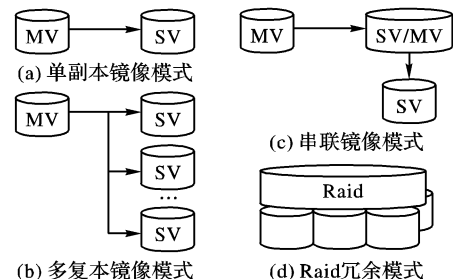 MV SV
(a) 单副本镜像模式
MV SV
SV
...
SV
(b) 多复本镜像模式
MV SV/MV
SV
(c) 串联镜像模式
Raid
(d) Raid冗余模式